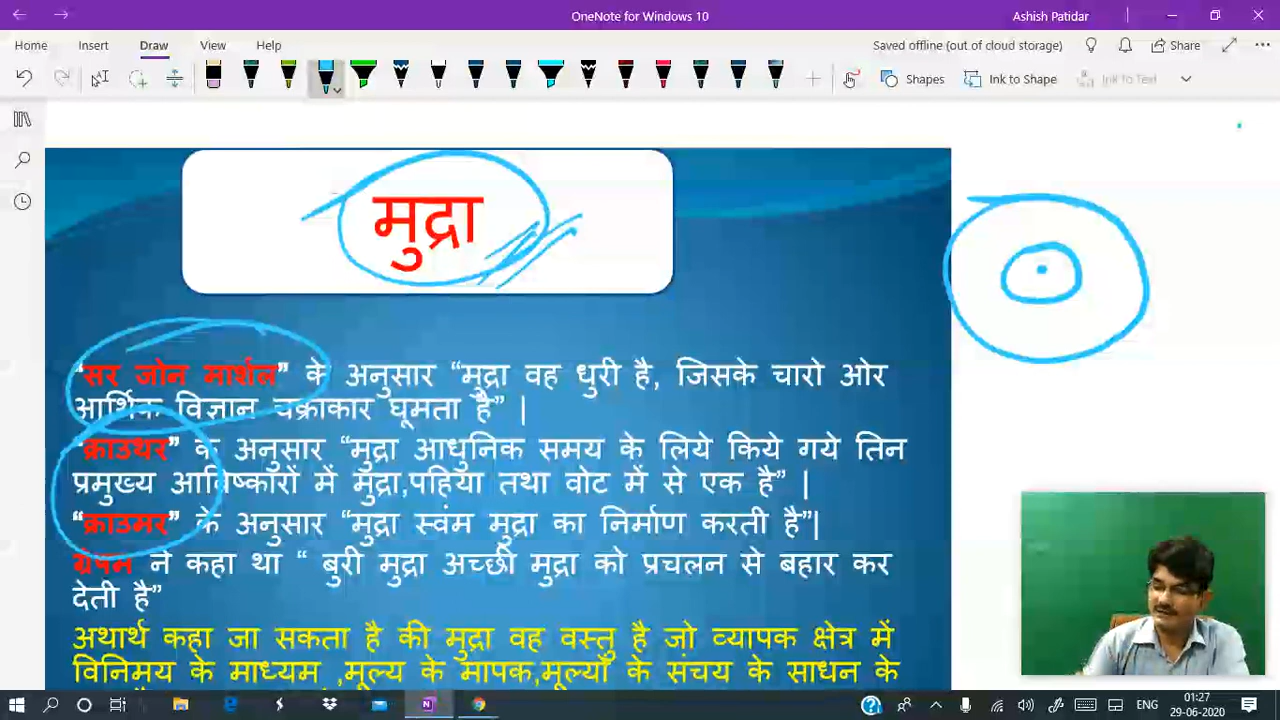 OneNote for Windows 10
Ashish Patidar
Home Insert Draw View Help
Saved offline (out of cloud storage) Share
Shapes Ink to Shape Ink to Text
मुद्रा
“सर जोन मार्शल” के अनुसार “मुद्रा वह धुरी है, जिसके चारो ओर
आर्थिक विज्ञान चक्राकार घूमता है” |
“क्राउथर” के अनुसार “मुद्रा आधुनिक समय के लिये किये गये तिन
प्रमुख्य आविष्कारों में मुद्रा,पहिया तथा वोट में से एक है” |
“क्राउमर” के अनुसार “मुद्रा स्वंम मुद्रा का निर्माण करती है”|
ग्रेषम ने कहा था “ बुरी मुद्रा अच्छी मुद्रा को प्रचलन से बहार कर
देती है”
अथार्थ कहा जा सकता है की मुद्रा वह वस्तु है जो व्यापक क्षेत्र में
विनिमय के माध्यम ,मूल्य के मापक,मूल्यों के संचय के साधन के
ENG
01:27
29-06-2020